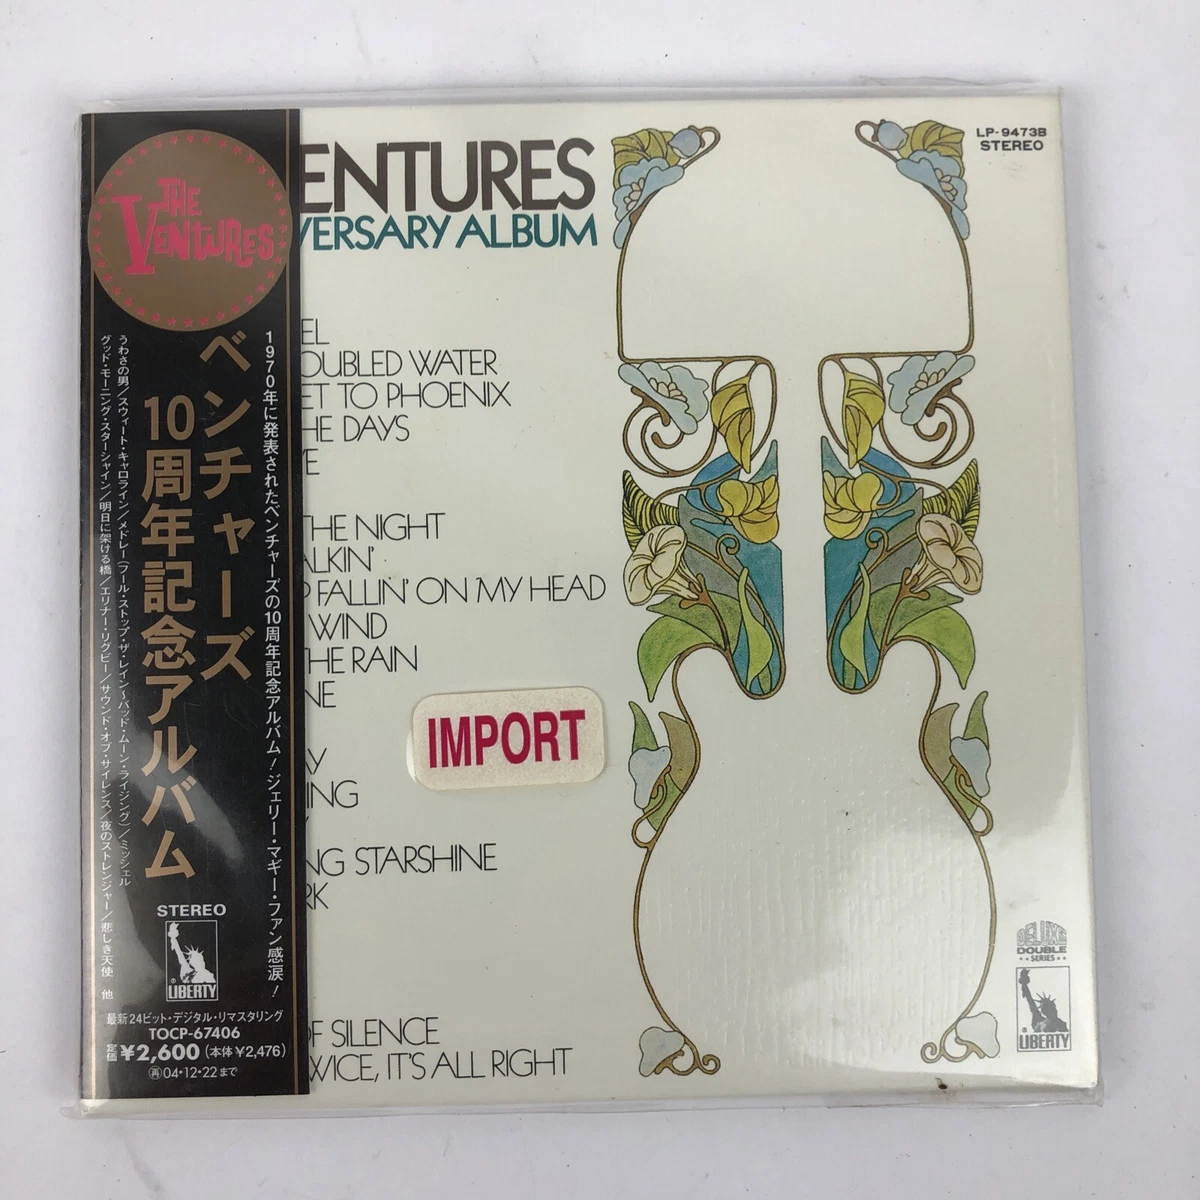 THE
VENTURES
ベンチャーズ
10周年記念アルバム
1970年に発表されたベンチャーズの10周年記念アルバム!ジェリー・マギー・ファン感涙!
うわさの男/スウィート・キャロライン/メドレー(フール・ストップ・ザ・レイン〜バッド・ムーン・ライジング)/ミッシェル
グッド・モーニング・スターシャイン/明日に架ける橋/エリナー・リグビー/サウンド・オブ・サイレンス/夜のストレンジャー/悲しき天使 他
STEREO
LIBERTY
最新24ビット・デジタル・リマスタリング
TOCP-67406
定価¥2,600(本体¥2,476)
再04・12・22まで
ENTURES
VERSARY ALBUM
EL
OUBLED WATER
ET TO PHOENIX
HE DAYS
VE
THE NIGHT
ALKIN'
P FALLIN' ON 'MY HEAD
WIND
THE RAIN
NE
AY
ING
NG STARSHINE
RK
OF SILENCE
WICE, IT'S ALL RIGHT
IMPORT
LP-9473B
STEREO
DELUXE
DOUBLE
SERIES
LIBERTY